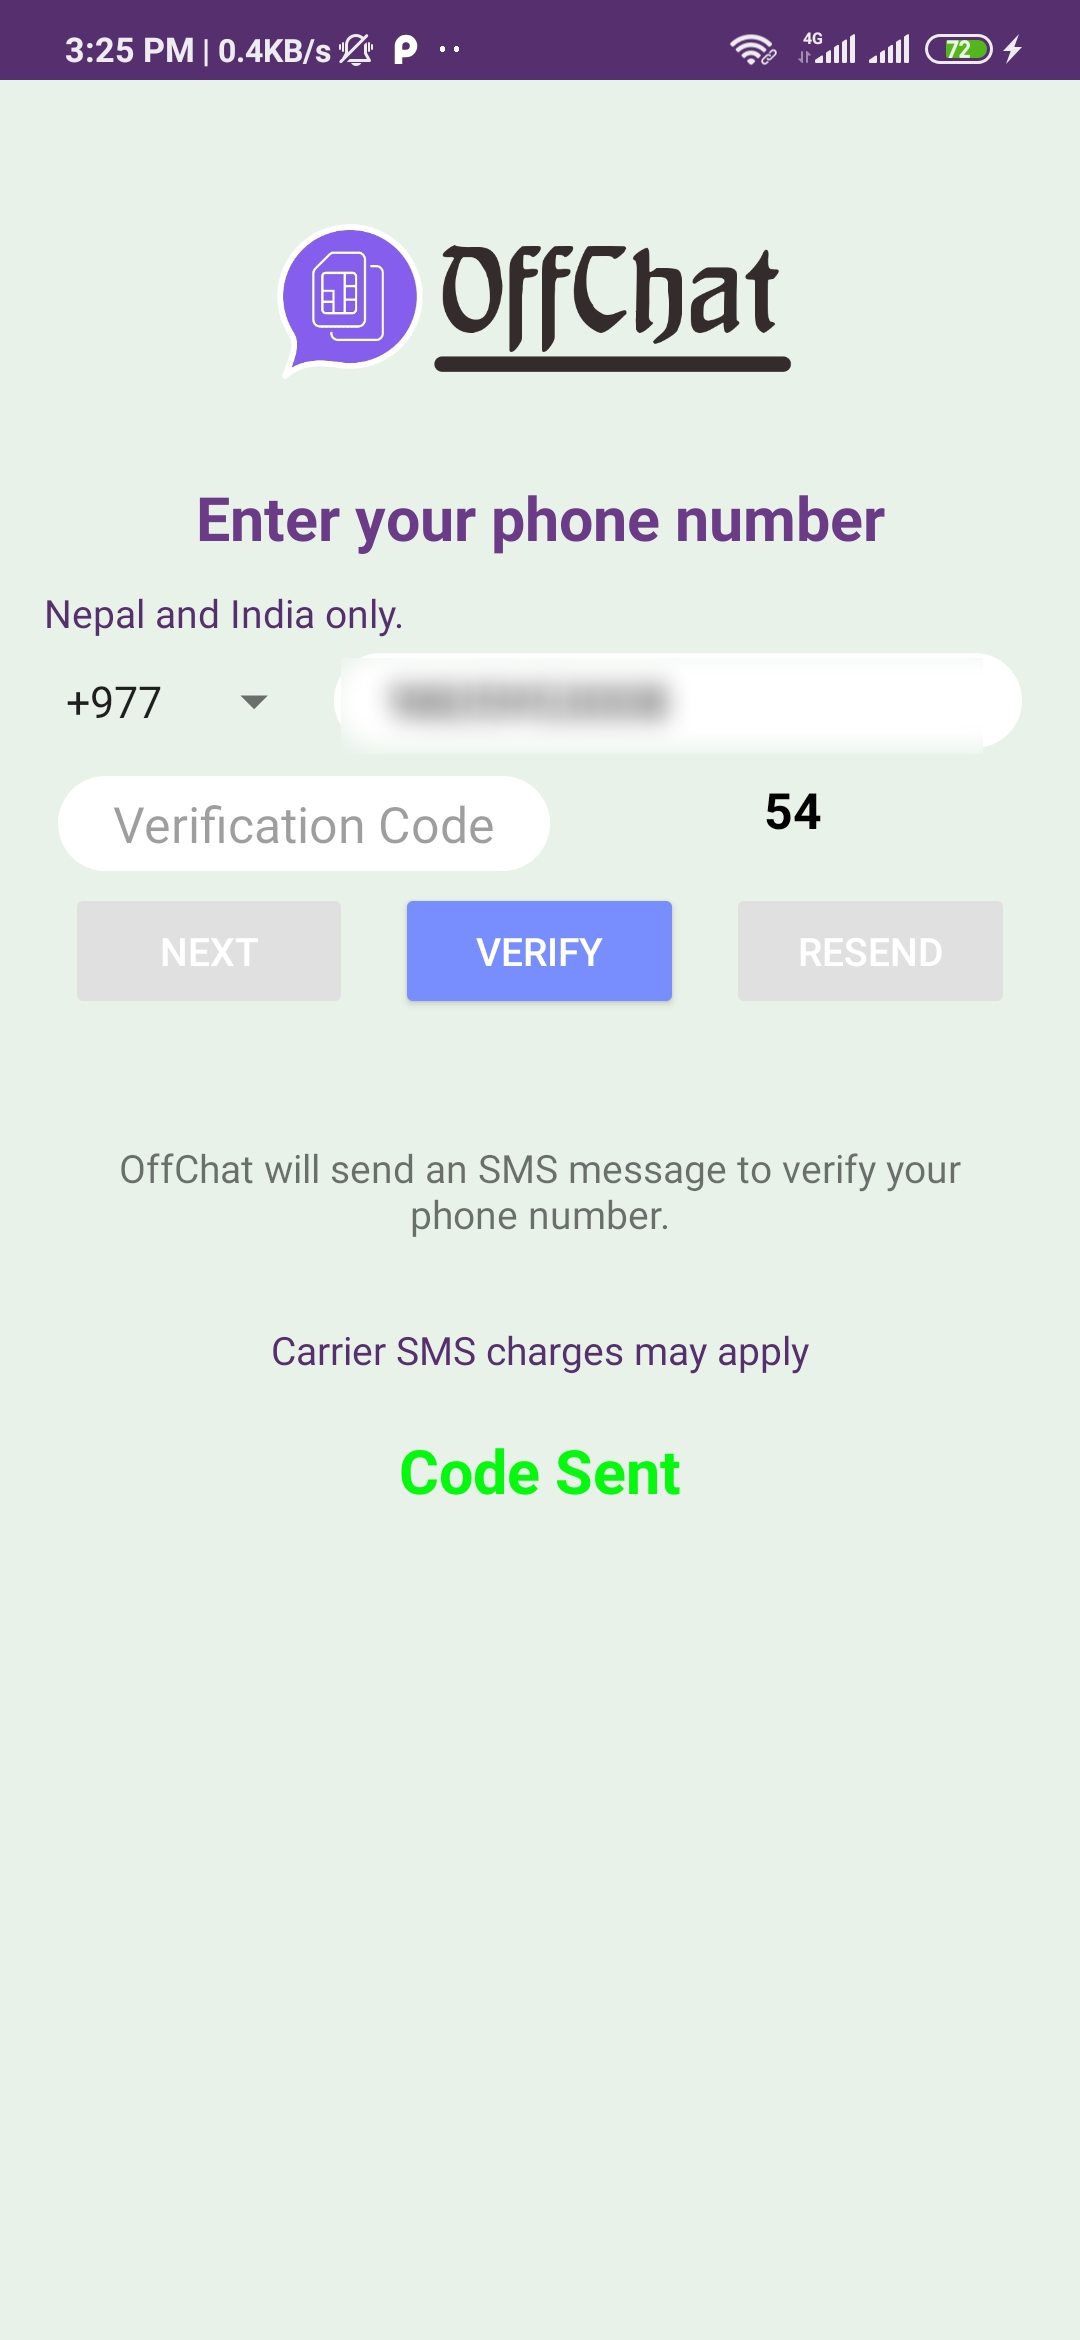 3:25 PM | 0.4KB/s
4G
72
OffChat
Enter your phone number
Nepal and India only.
+977
Verification Code
54
NEXT
VERIFY
RESEND
OffChat will send an SMS message to verify your
phone number.
Carrier SMS charges may apply
Code Sent